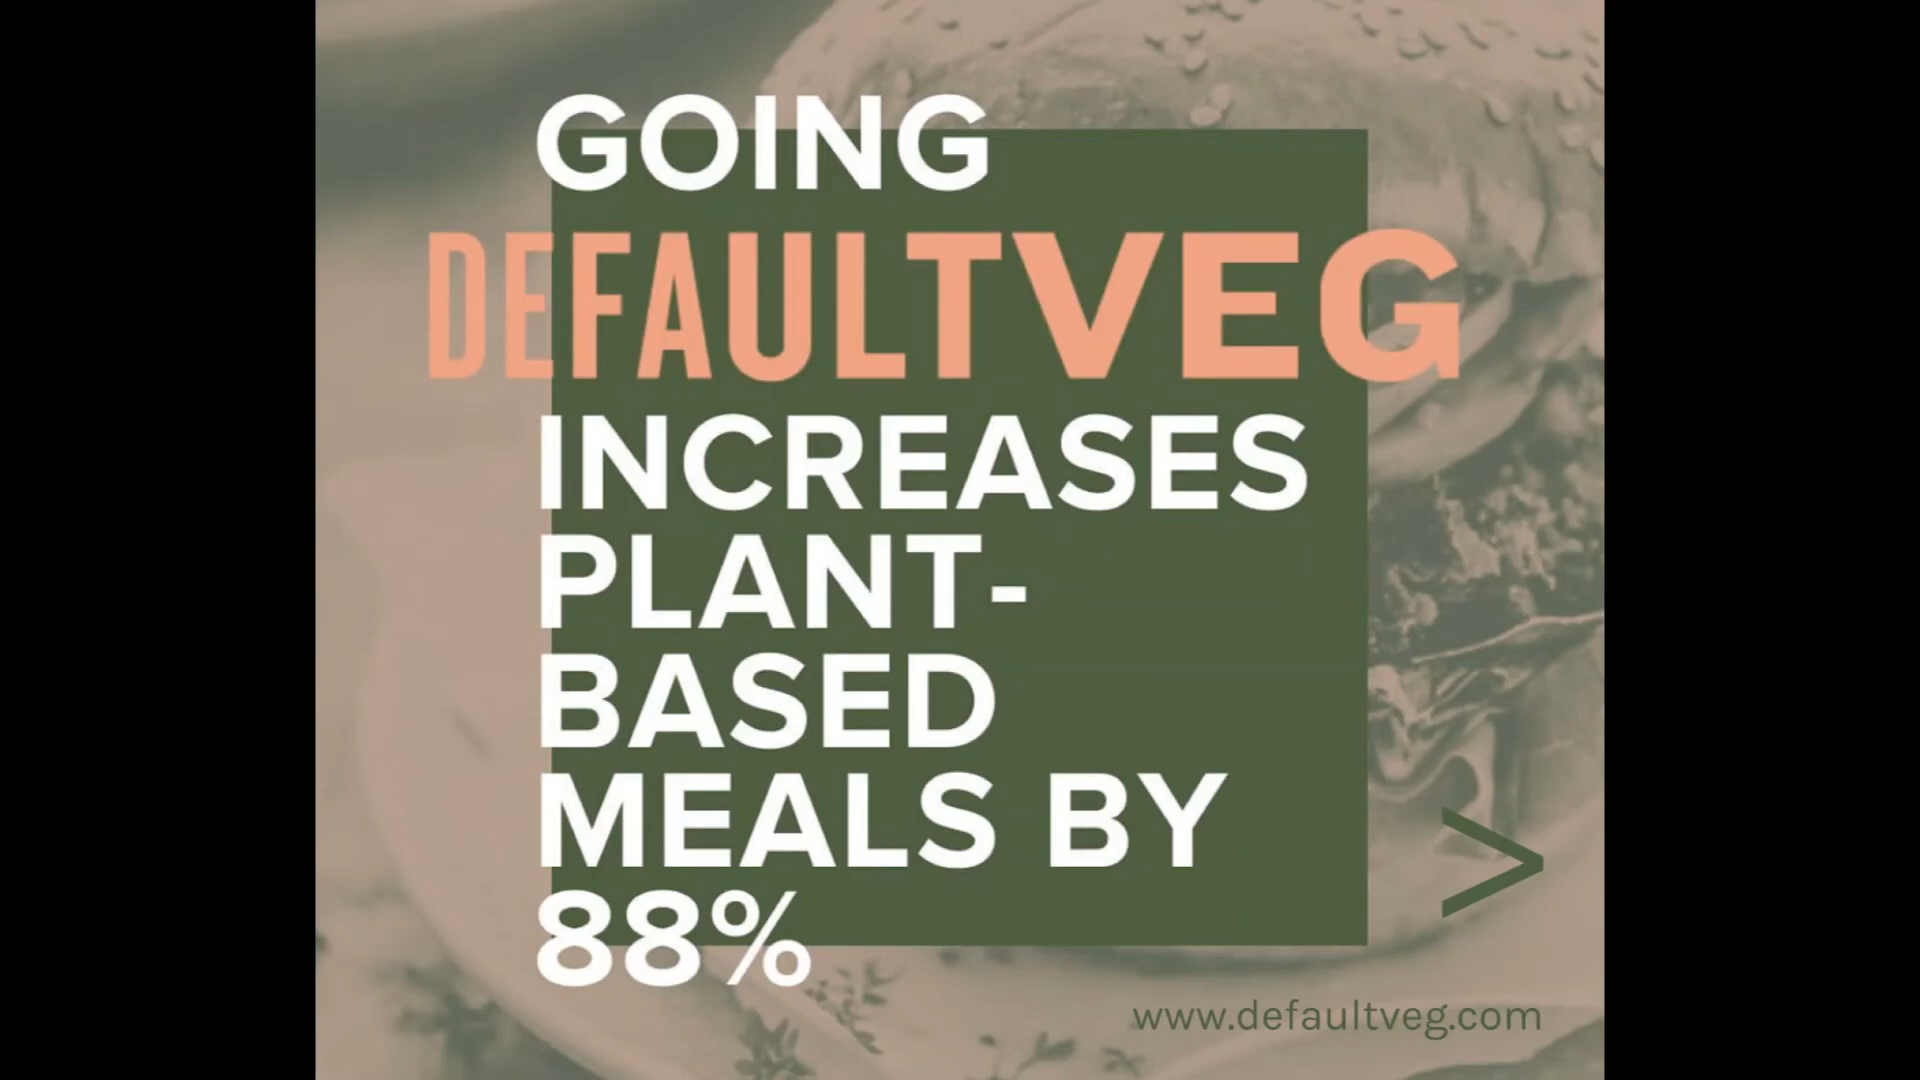 GOING
DEFAULTVEG
INCREASES
PLANT-
BASED
MEALS BY
88%
>
www.defaultveg.com